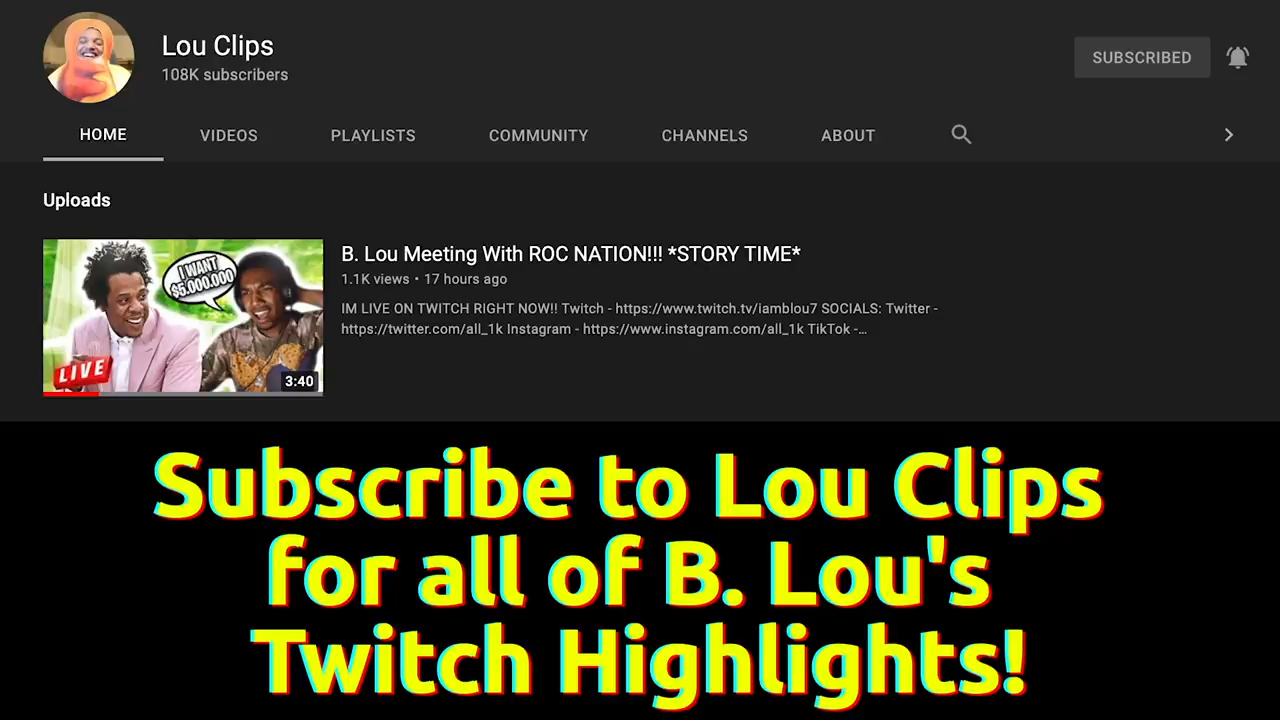 Lou Clips
108K subscribers
SUBSCRIBED
HOME VIDEOS PLAYLISTS COMMUNITY CHANNELS ABOUT
Uploads
I WANT
$5.000.000
LIVE
3:40
B. Lou Meeting With ROC NATION!!! *STORY TIME*
1.1K views • 17 hours ago
IM LIVE ON TWITCH RIGHT NOW!! Twitch - https://www.twitch.tv/iamblou7 SOCIALS: Twitter -
https://twitter.com/all_1k Instagram - https://www.instagram.com/all_1k TikTok -...
Subscribe to Lou Clips
for all of B. Lou's
Twitch Highlights!